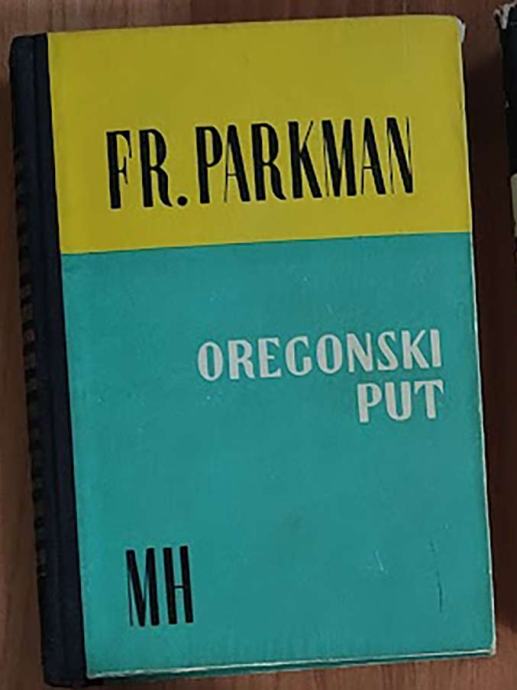 FR. PARKMAN
OREGONSKI
PUT
MH